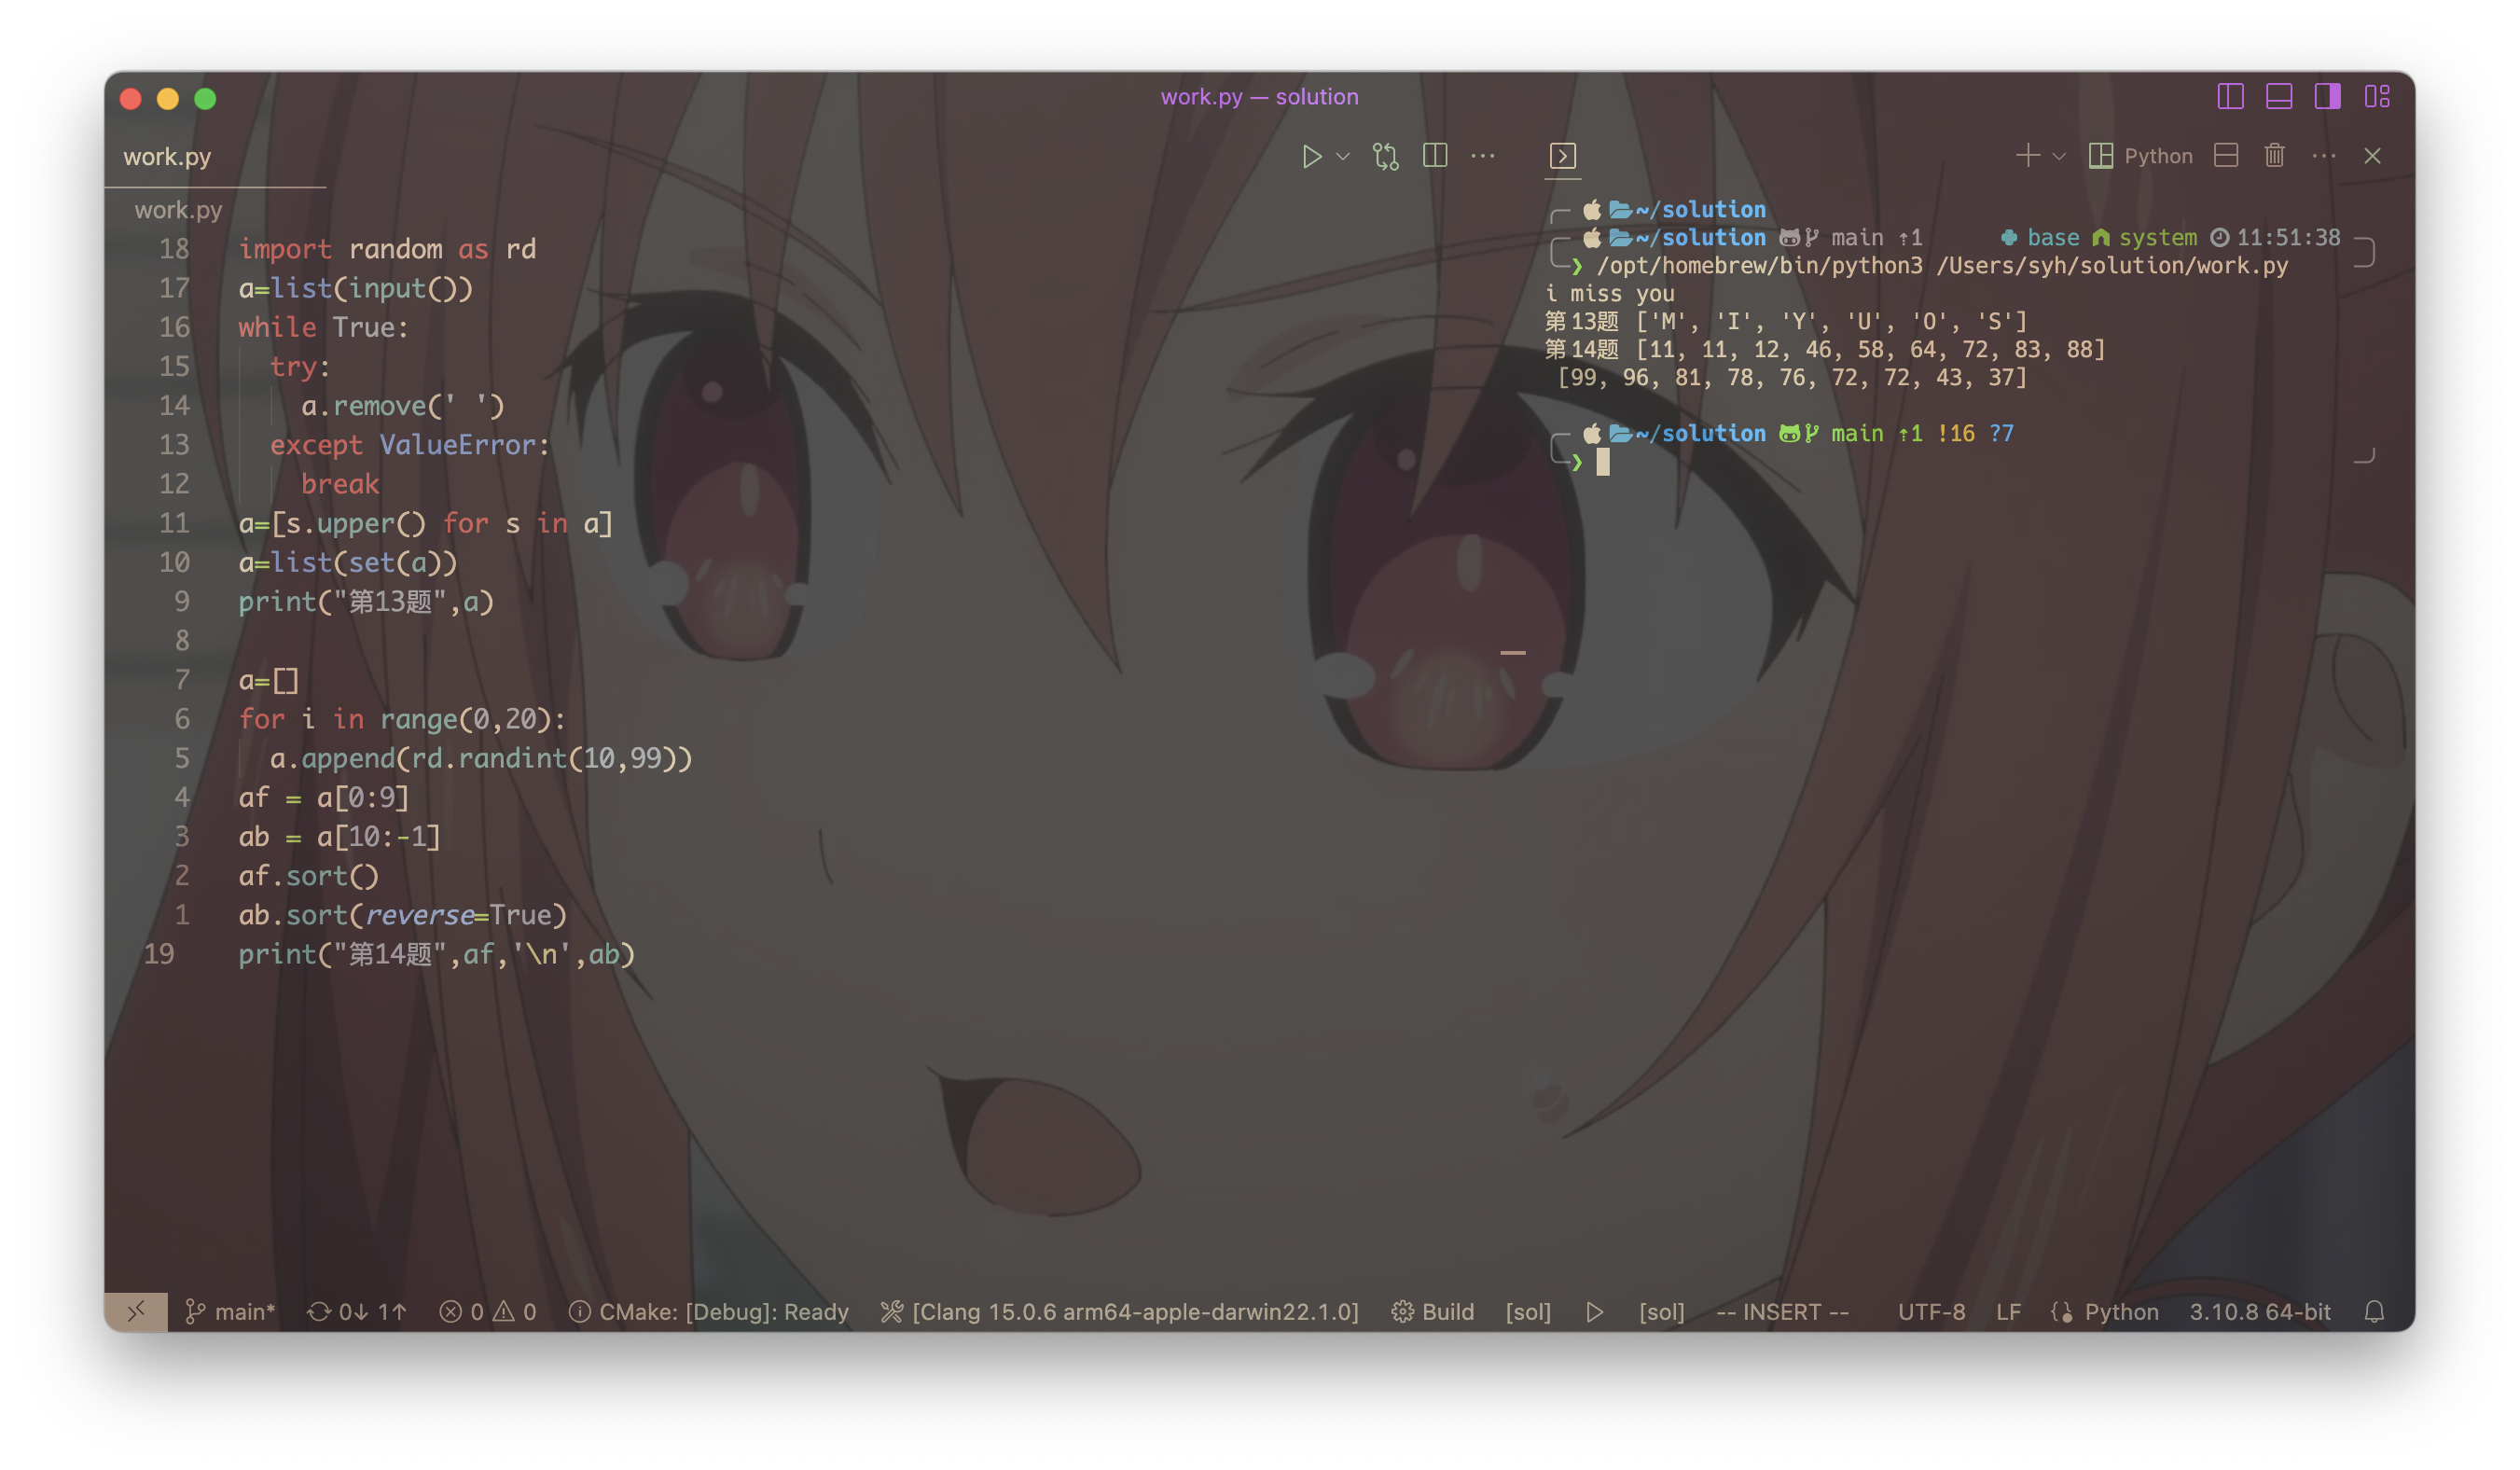 work.py — solution
work.py
Python
work.py
18 import random as rd
17 a=list(input())
16 while True:
15 try:
14 a.remove(' ')
13 except ValueError:
12 break
11 a=[s.upper() for s in a]
10 a=list(set(a))
9 print("第13题",a)
8
7 a=[]
6 for i in range(0,20):
5 a.append(rd.randint(10,99))
4 af = a[0:9]
3 ab = a[10:-1]
2 af.sort()
1 ab.sort(reverse=True)
19 print("第14题",af,'\n',ab)
~/solution
~/solution main ⇡1 base system 11:51:38
❯ /opt/homebrew/bin/python3 /Users/syh/solution/work.py
i miss you
第13题 ['M', 'I', 'Y', 'U', 'O', 'S']
第14题 [11, 11, 12, 46, 58, 64, 72, 83, 88]
[99, 96, 81, 78, 76, 72, 72, 43, 37]
~/solution main ⇡1 !16 ?7
❯
main* 0↓ 1↑ 0 0 CMake: [Debug]: Ready [Clang 15.0.6 arm64-apple-darwin22.1.0] Build [sol] [sol] -- INSERT -- UTF-8 LF Python 3.10.8 64-bit